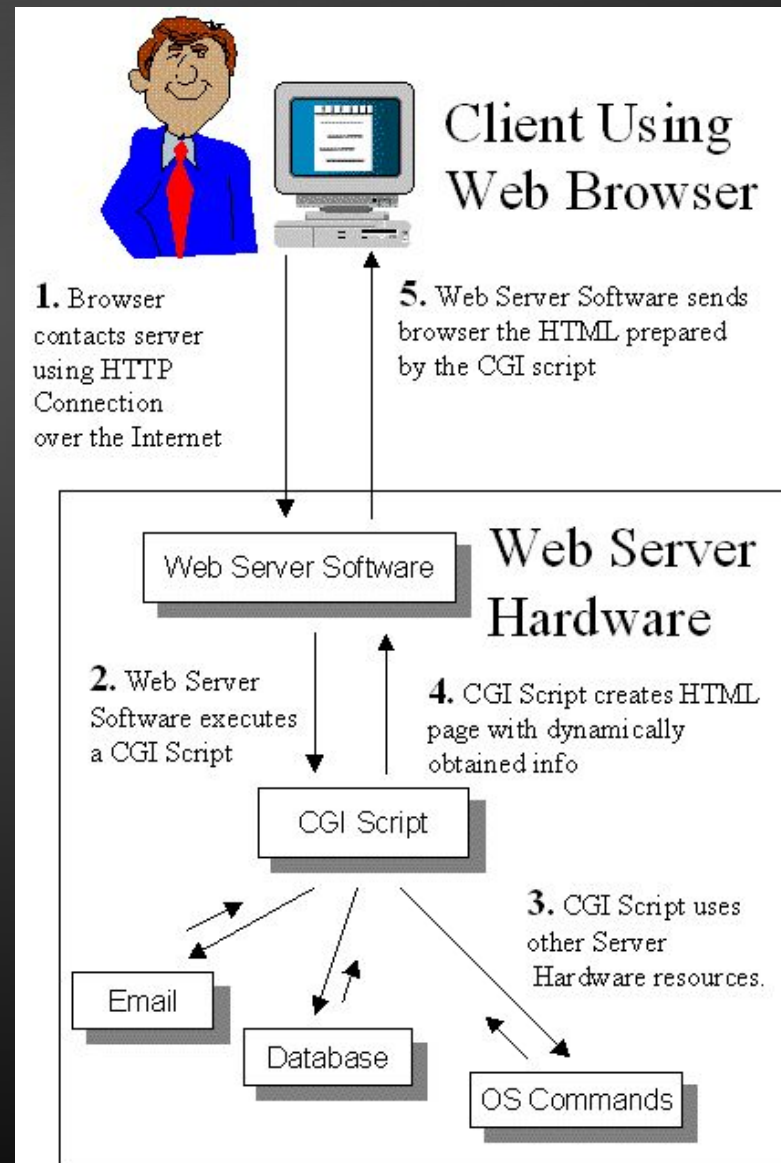 Client Using
Web Browser
1. Browser
contacts server
using HTTP
Connection
over the Internet
5. Web Server Software sends
browser the HTML prepared
by the CGI script
Web Server Software
Web Server
Hardware
2. Web Server
Software executes
a CGI Script
4. CGI Script creates HTML
page with dynamically
obtained info
CGI Script
3. CGI Script uses
other Server
Hardware resources.
Email
Database
OS Commands